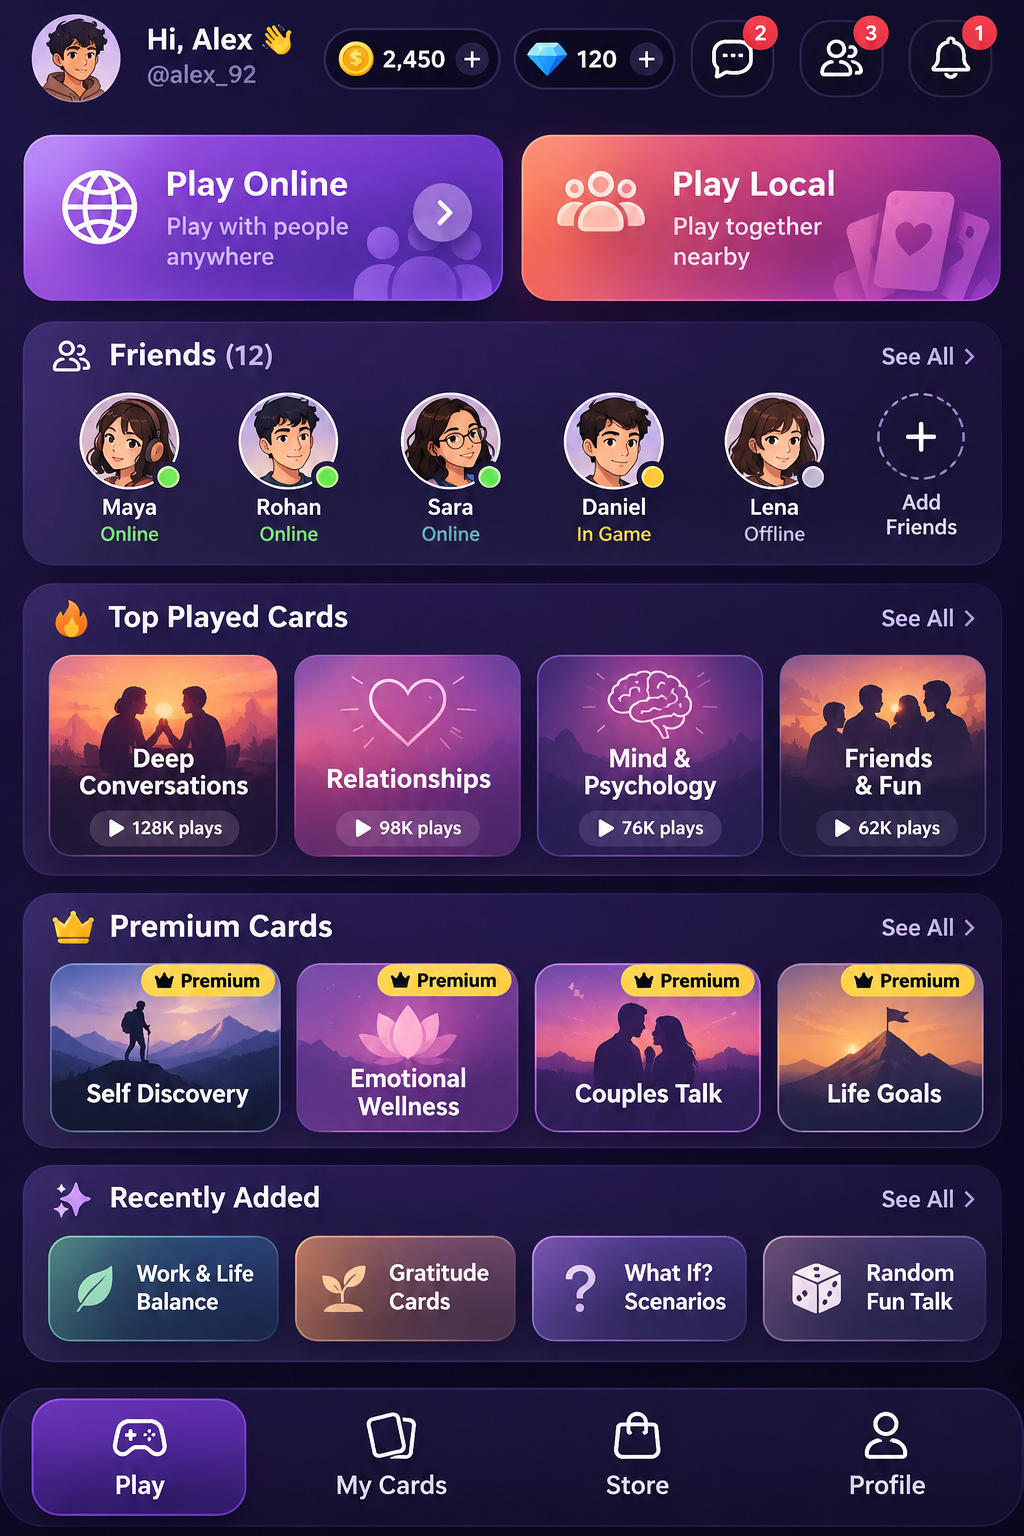 Hi, Alex 👋
@alex_92
2,450 +
120 +
2
3
1
Play Online
Play with people
anywhere
Play Local
Play together
nearby
Friends (12)
See All >
Maya
Online
Rohan
Online
Sara
Online
Daniel
In Game
Lena
Offline
Add
Friends
Top Played Cards
See All >
Deep
Conversations
128K plays
Relationships
98K plays
Mind &
Psychology
76K plays
Friends
& Fun
62K plays
Premium Cards
See All >
Premium
Self Discovery
Premium
Emotional
Wellness
Premium
Couples Talk
Premium
Life Goals
Recently Added
See All >
Work & Life
Balance
Gratitude
Cards
What If?
Scenarios
Random
Fun Talk
Play
My Cards
Store
Profile